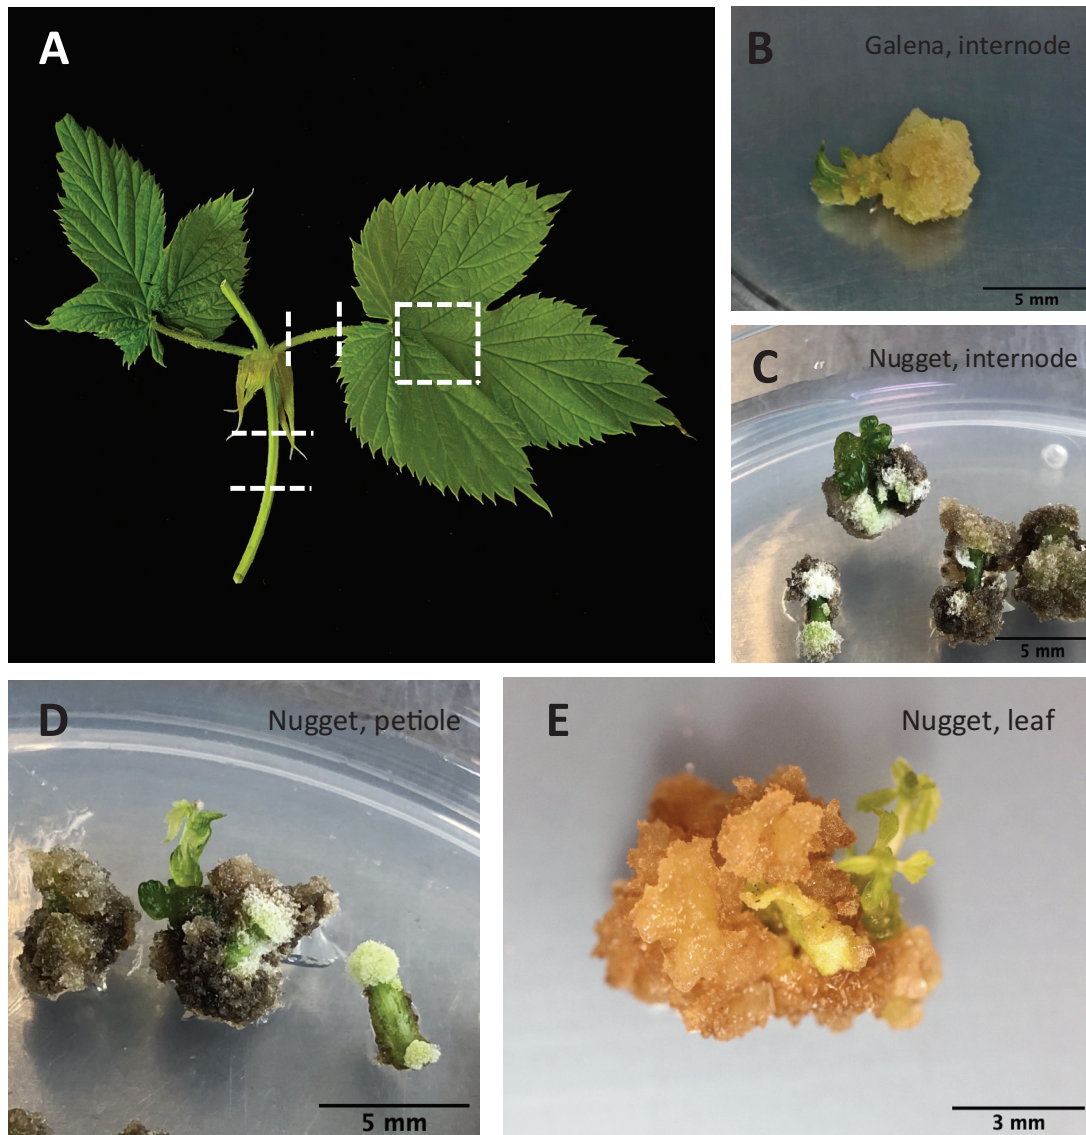 A
B
Galena, internode
5 mm
C
Nugget, internode
5 mm
D
Nugget, petiole
5 mm
E
Nugget, leaf
3 mm